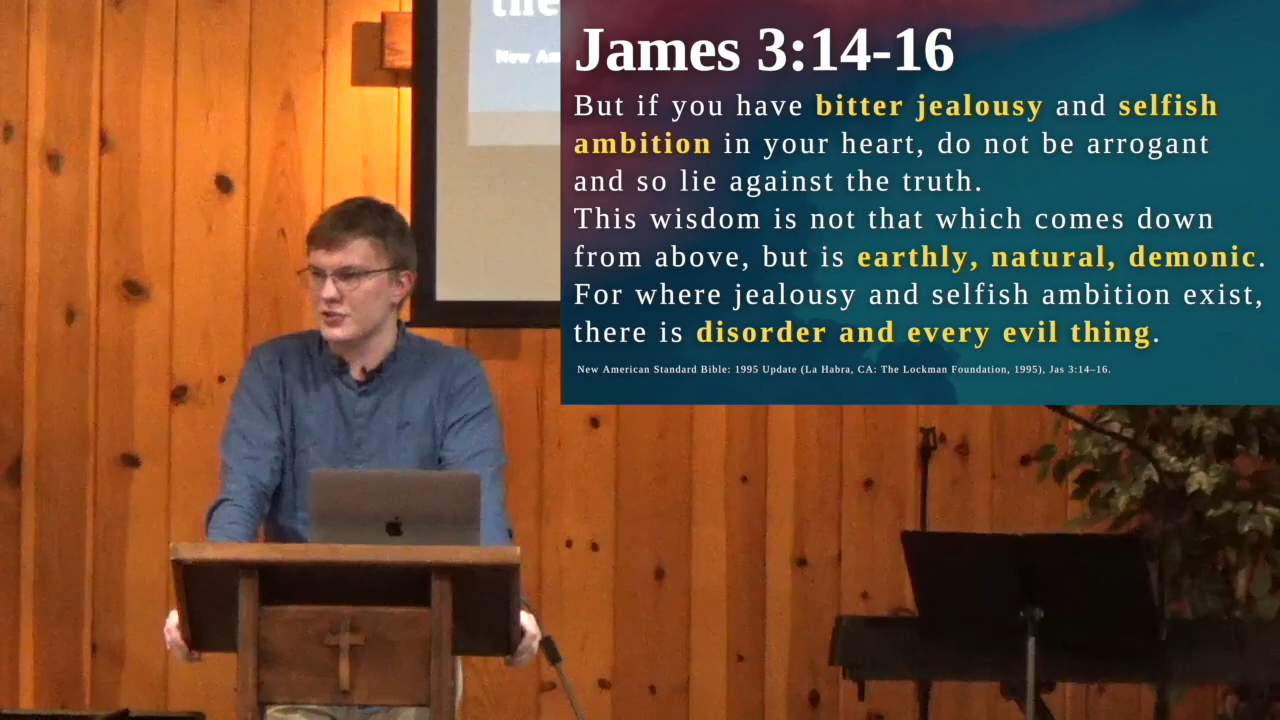 the
New Am
James 3:14-16
But if you have bitter jealousy and selfish
ambition in your heart, do not be arrogant
and so lie against the truth.
This wisdom is not that which comes down
from above, but is earthly, natural, demonic.
For where jealousy and selfish ambition exist,
there is disorder and every evil thing.
New American Standard Bible: 1995 Update (La Habra, CA: The Lockman Foundation, 1995), Jas 3:14–16.